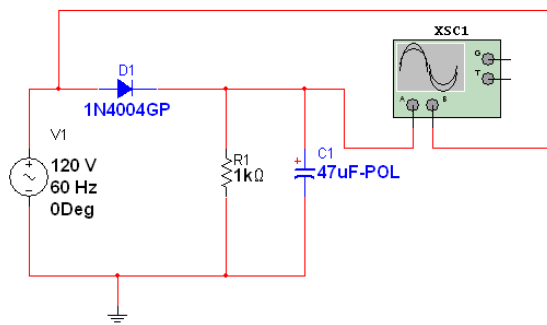 XSC1
G
T
A B
D1
1N4004GP
V1
120 V
60 Hz
0Deg
R1
1kΩ
C1
47uF-POL